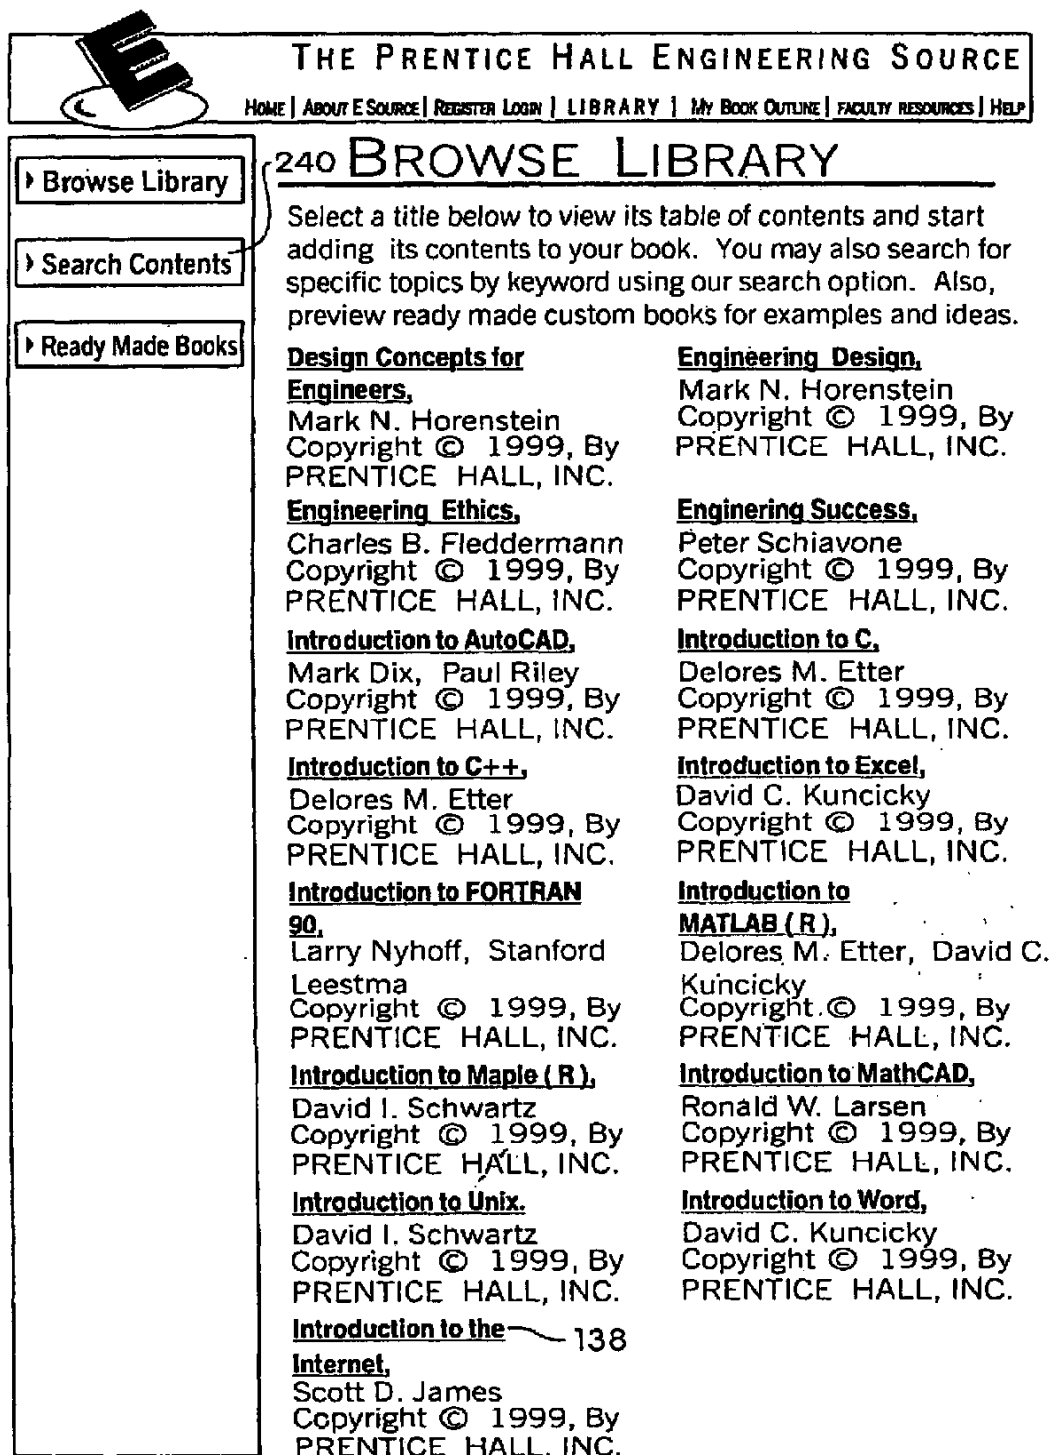 E
THE PRENTICE HALL ENGINEERING SOURCE
HOME | ABOUT E SOURCE | REGISTER LOGIN | LIBRARY | MY BOOK OUTLINE | FACULTY RESOURCES | HELP
Browse Library
Search Contents
Ready Made Books
240 BROWSE LIBRARY
Select a title below to view its table of contents and start
adding its contents to your book. You may also search for
specific topics by keyword using our search option. Also,
preview ready made custom books for examples and ideas.
Design Concepts for
Engineers,
Mark N. Horenstein
Copyright © 1999, By
PRENTICE HALL, INC.
Engineering Design,
Mark N. Horenstein
Copyright © 1999, By
PRENTICE HALL, INC.
Engineering Ethics,
Charles B. Fleddermann
Copyright © 1999, By
PRENTICE HALL, INC.
Enginering Success,
Peter Schiavone
Copyright © 1999, By
PRENTICE HALL, INC.
Introduction to AutoCAD,
Mark Dix, Paul Riley
Copyright © 1999, By
PRENTICE HALL, INC.
Introduction to C,
Delores M. Etter
Copyright © 1999, By
PRENTICE HALL, INC.
Introduction to C++,
Delores M. Etter
Copyright © 1999, By
PRENTICE HALL, INC.
Introduction to Excel,
David C. Kuncicky
Copyright © 1999, By
PRENTICE HALL, INC.
Introduction to FORTRAN
90,
Larry Nyhoff, Stanford
Leestma
Copyright © 1999, By
PRENTICE HALL, INC.
Introduction to
MATLAB ( R ),
Delores M. Etter, David C.
Kuncicky
Copyright © 1999, By
PRENTICE HALL, INC.
Introduction to Maple ( R ),
David I. Schwartz
Copyright © 1999, By
PRENTICE HALL, INC.
Introduction to MathCAD,
Ronald W. Larsen
Copyright © 1999, By
PRENTICE HALL, INC.
Introduction to Unix.
David I. Schwartz
Copyright © 1999, By
PRENTICE HALL, INC.
Introduction to Word,
David C. Kuncicky
Copyright © 1999, By
PRENTICE HALL, INC.
Introduction to the 138
Internet,
Scott D. James
Copyright © 1999, By
PRENTICE HALL, INC.